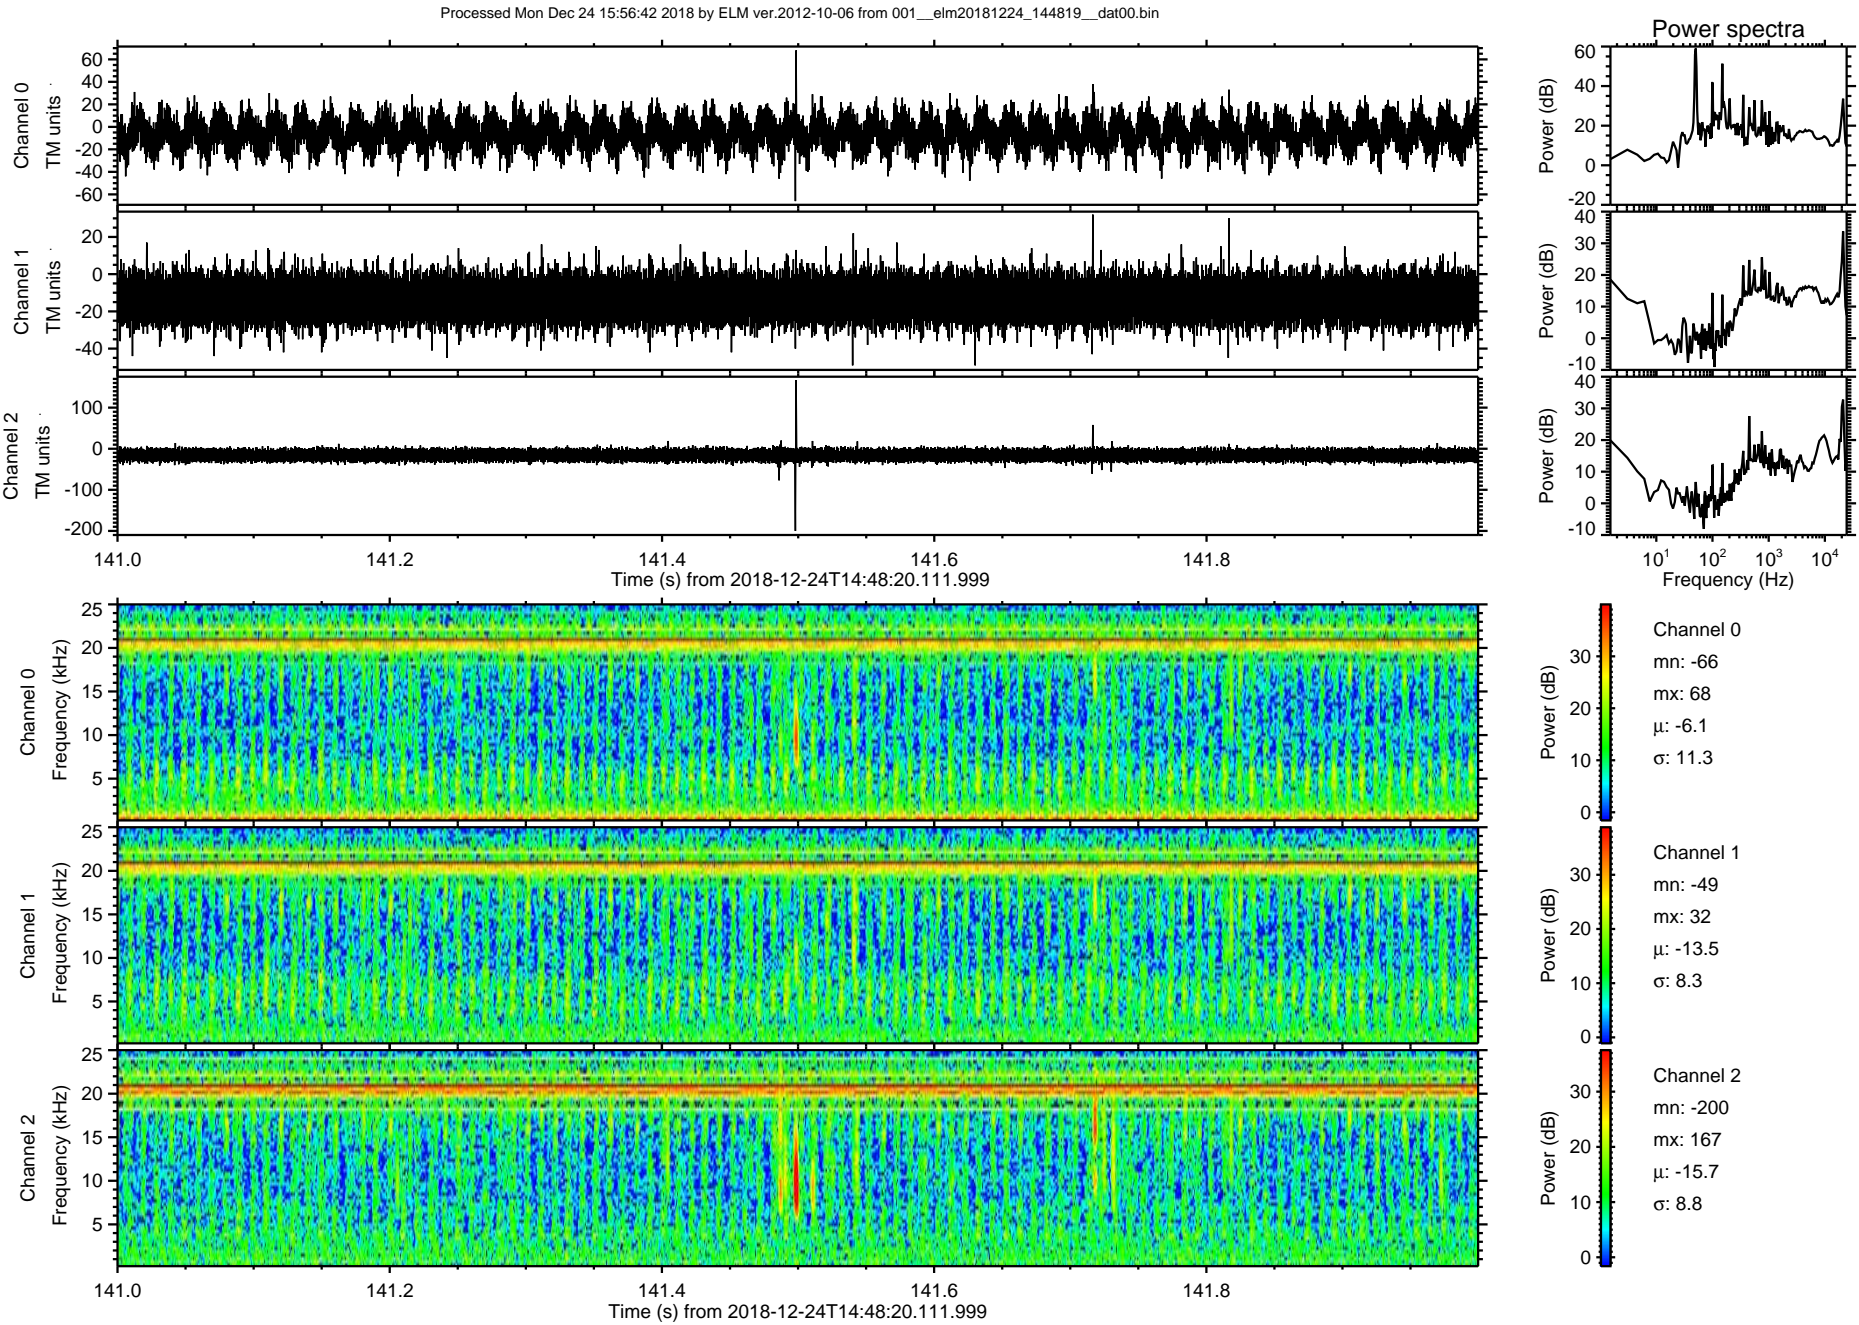 Processed Mon Dec 24 15:56:42 2018 by ELM ver.2012-10-06 from 001__elm20181224_144819__dat00.bin
Power spectra
Channel 0
TM units
60
40
20
0
-20
-40
-60
Power (dB)
60
40
20
0
-20
Channel 1
TM units
20
0
-20
-40
Power (dB)
40
30
20
10
0
-10
Channel 2
TM units
100
0
-100
-200
Power (dB)
40
30
20
10
0
-10
141.0 141.2 141.4 141.6 141.8
Time (s) from 2018-12-24T14:48:20.111.999
10^1 10^2 10^3 10^4
Frequency (Hz)
Channel 0
Frequency (kHz)
25
20
15
10
5
Power (dB)
30
20
10
0
Channel 0
mn: -66
mx: 68
μ: -6.1
σ: 11.3
Channel 1
Frequency (kHz)
25
20
15
10
5
Power (dB)
30
20
10
0
Channel 1
mn: -49
mx: 32
μ: -13.5
σ: 8.3
Channel 2
Frequency (kHz)
25
20
15
10
5
Power (dB)
30
20
10
0
Channel 2
mn: -200
mx: 167
μ: -15.7
σ: 8.8
141.0 141.2 141.4 141.6 141.8
Time (s) from 2018-12-24T14:48:20.111.999